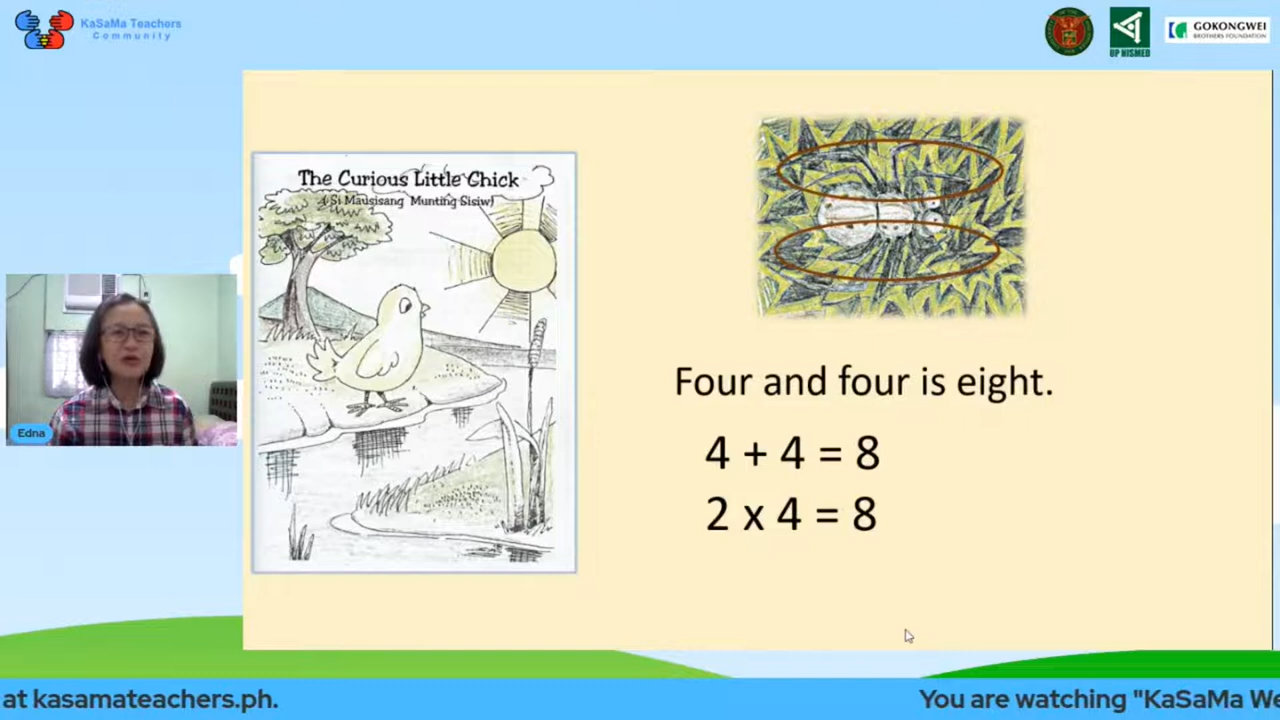 KaSaMa Teachers
Community
UP NISMED
GOKONGWEI
BROTHERS FOUNDATION
The Curious Little Chick
( Si Mausisang Munting Sisiw)
Four and four is eight.
4 + 4 = 8
2 x 4 = 8
Edna
at kasamateachers.ph.
You are watching "KaSaMa We